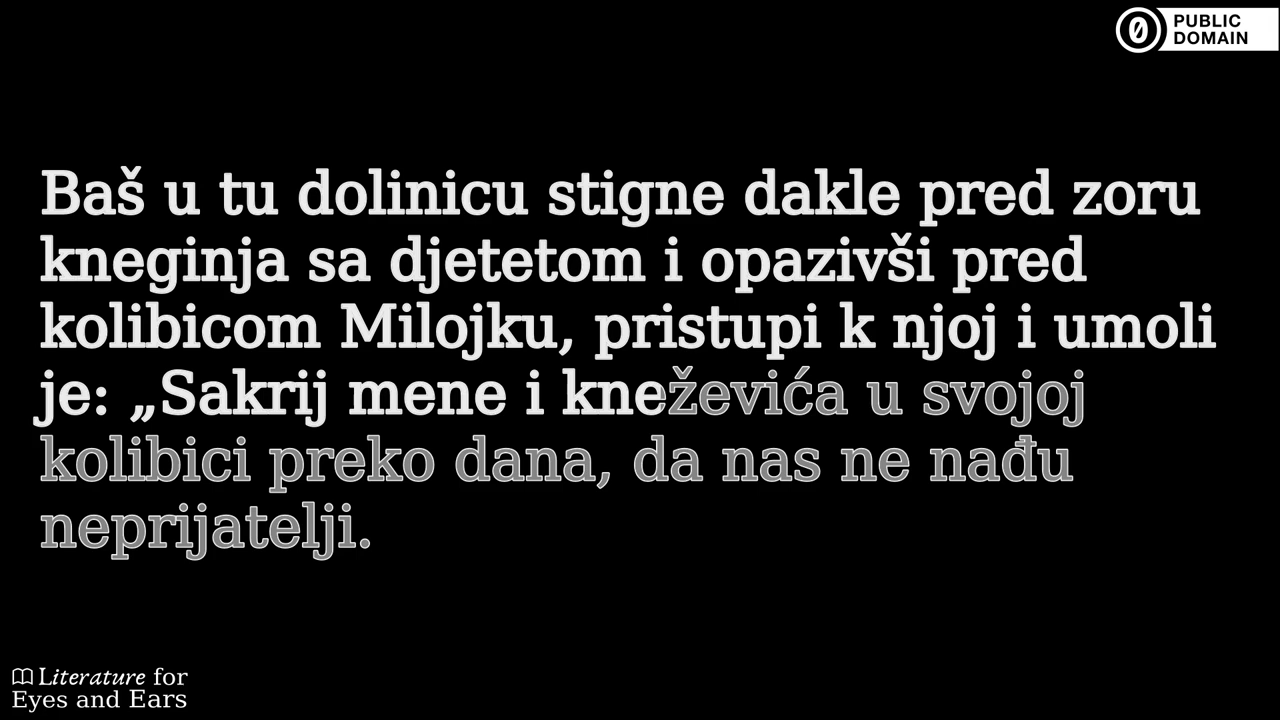 PUBLIC
DOMAIN
Baš u tu dolinicu stigne dakle pred zoru
kneginja sa djetetom i opazivši pred
kolibicom Milojku, pristupi k njoj i umoli
je: „Sakrij mene i kneževića u svojoj
kolibici preko dana, da nas ne nađu
neprijatelji.
Literature for
Eyes and Ears